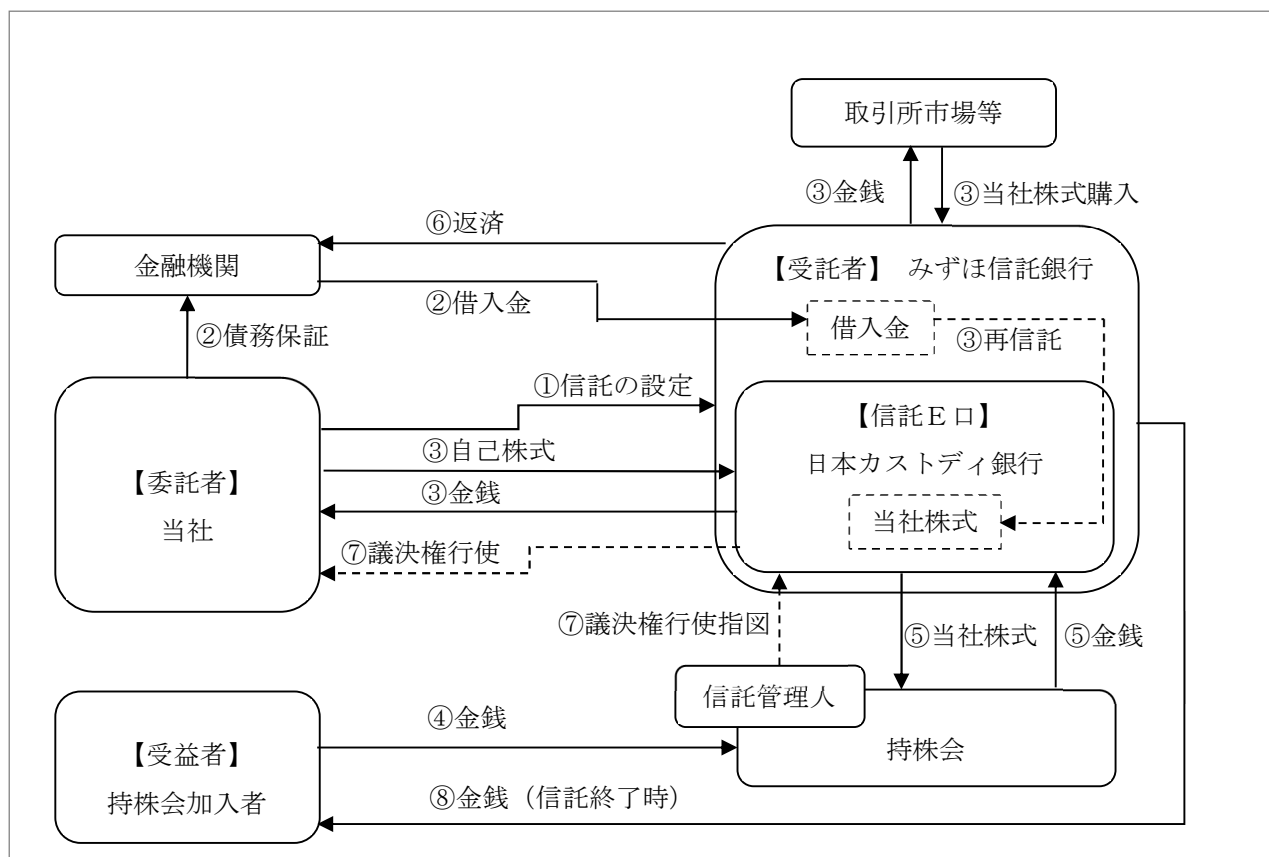 取引所市場等
③金銭
③当社株式購入
⑥返済
金融機関
【受託者】 みずほ信託銀行
②借入金
借入金
③再信託
②債務保証
①信託の設定
【信託Ｅ口】
日本カストディ銀行
③自己株式
【委託者】
当社
③金銭
当社株式
⑦議決権行使
⑦議決権行使指図
⑤当社株式
⑤金銭
信託管理人
④金銭
持株会
【受益者】
持株会加入者
⑧金銭（信託終了時）